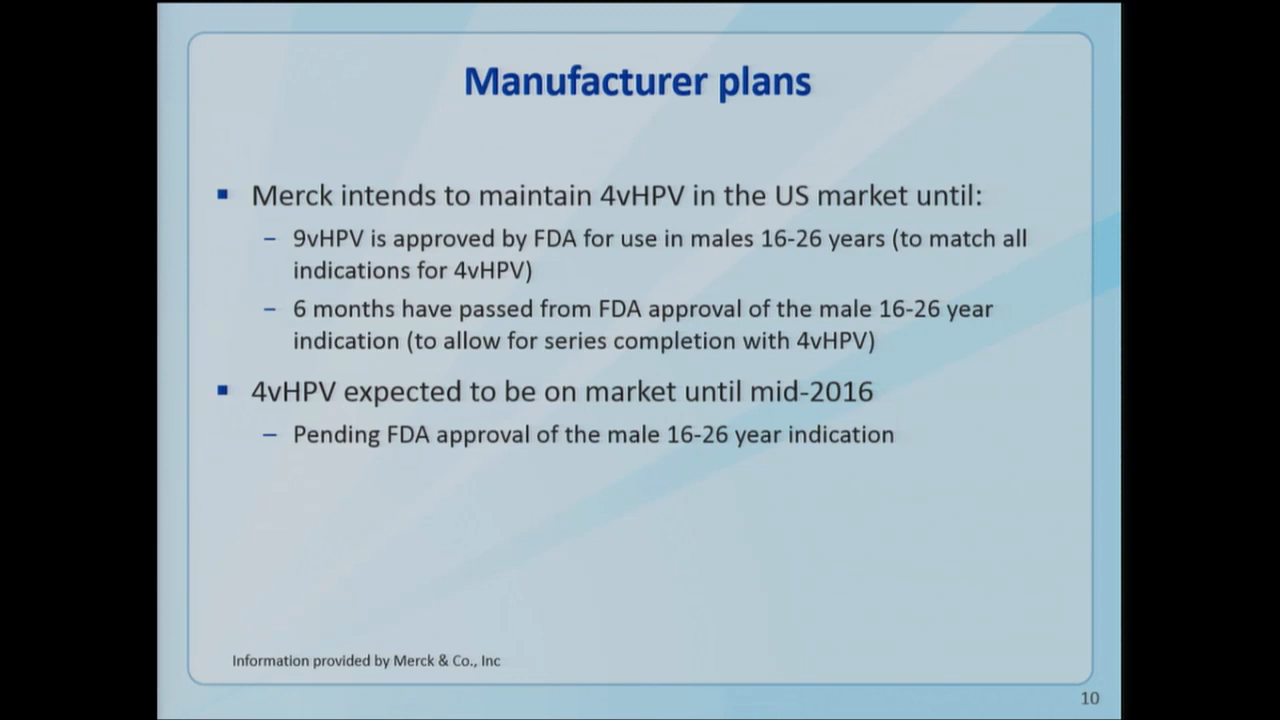 Manufacturer plans
▪ Merck intends to maintain 4vHPV in the US market until:
– 9vHPV is approved by FDA for use in males 16-26 years (to match all
indications for 4vHPV)
– 6 months have passed from FDA approval of the male 16-26 year
indication (to allow for series completion with 4vHPV)
▪ 4vHPV expected to be on market until mid-2016
– Pending FDA approval of the male 16-26 year indication
Information provided by Merck & Co., Inc
10